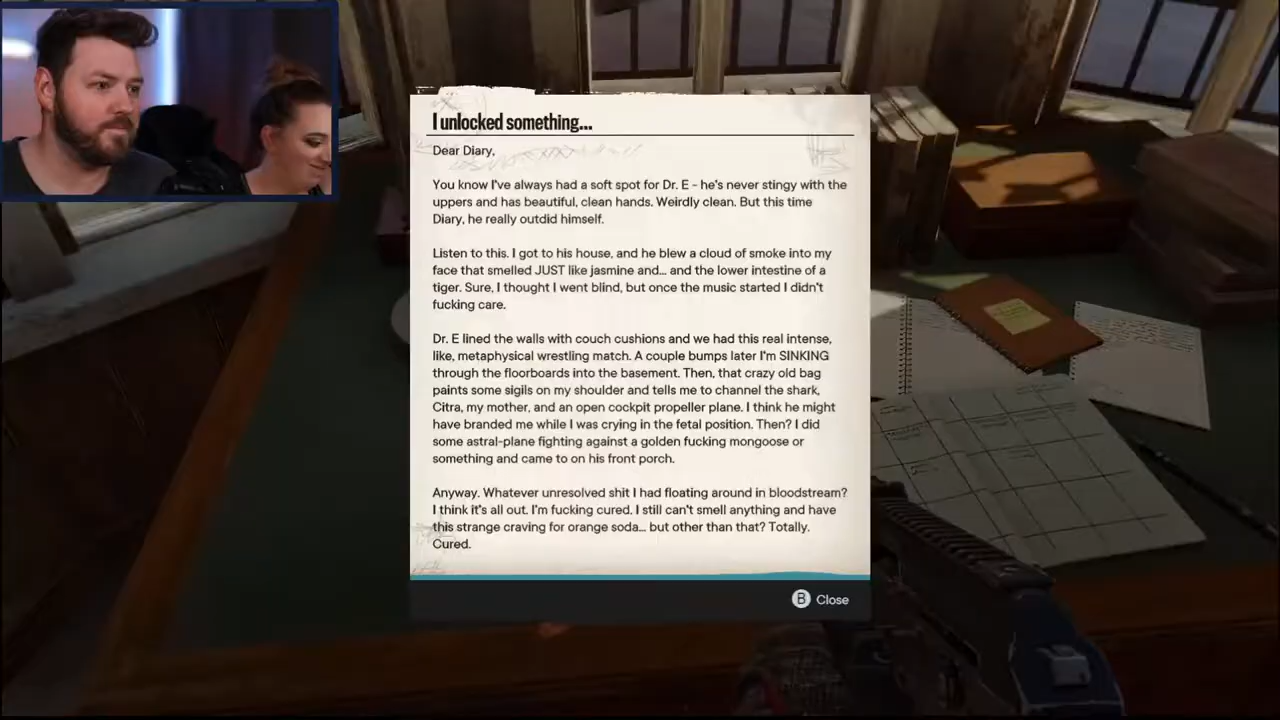 I unlocked something...
Dear Diary,
You know I've always had a soft spot for Dr. E - he's never stingy with the
uppers and has beautiful, clean hands. Weirdly clean. But this time
Diary, he really outdid himself.
Listen to this. I got to his house, and he blew a cloud of smoke into my
face that smelled JUST like jasmine and... and the lower intestine of a
tiger. Sure, I thought I went blind, but once the music started I didn't
fucking care.
Dr. E lined the walls with couch cushions and we had this real intense,
like, metaphysical wrestling match. A couple bumps later I'm SINKING
through the floorboards into the basement. Then, that crazy old bag
paints some sigils on my shoulder and tells me to channel the shark,
Citra, my mother, and an open cockpit propeller plane. I think he might
have branded me while I was crying in the fetal position. Then? I did
some astral-plane fighting against a golden fucking mongoose or
something and came to on his front porch.
Anyway. Whatever unresolved shit I had floating around in bloodstream?
I think it's all out. I'm fucking cured. I still can't smell anything and have
this strange craving for orange soda... but other than that? Totally.
Cured.
B Close